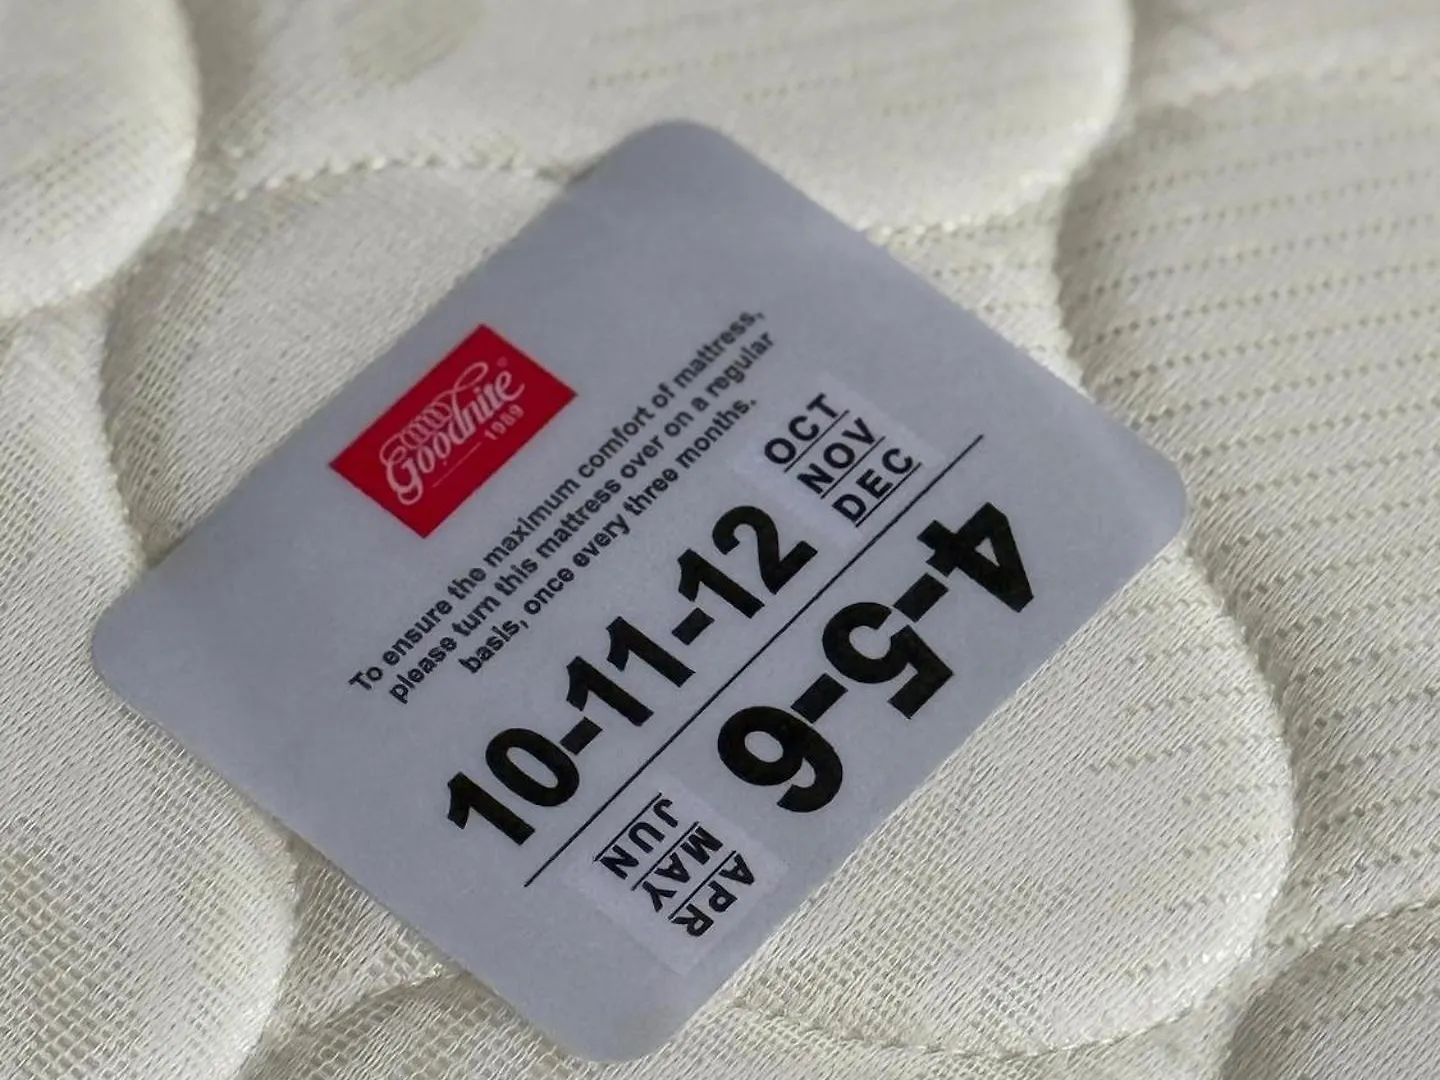 Goodnite®
1989
To ensure the maximum comfort of mattress,
please turn this mattress over on a regular
basis, once every three months.
10-11-12
OCT
NOV
DEC
4-5-6
APR
MAY
JUN